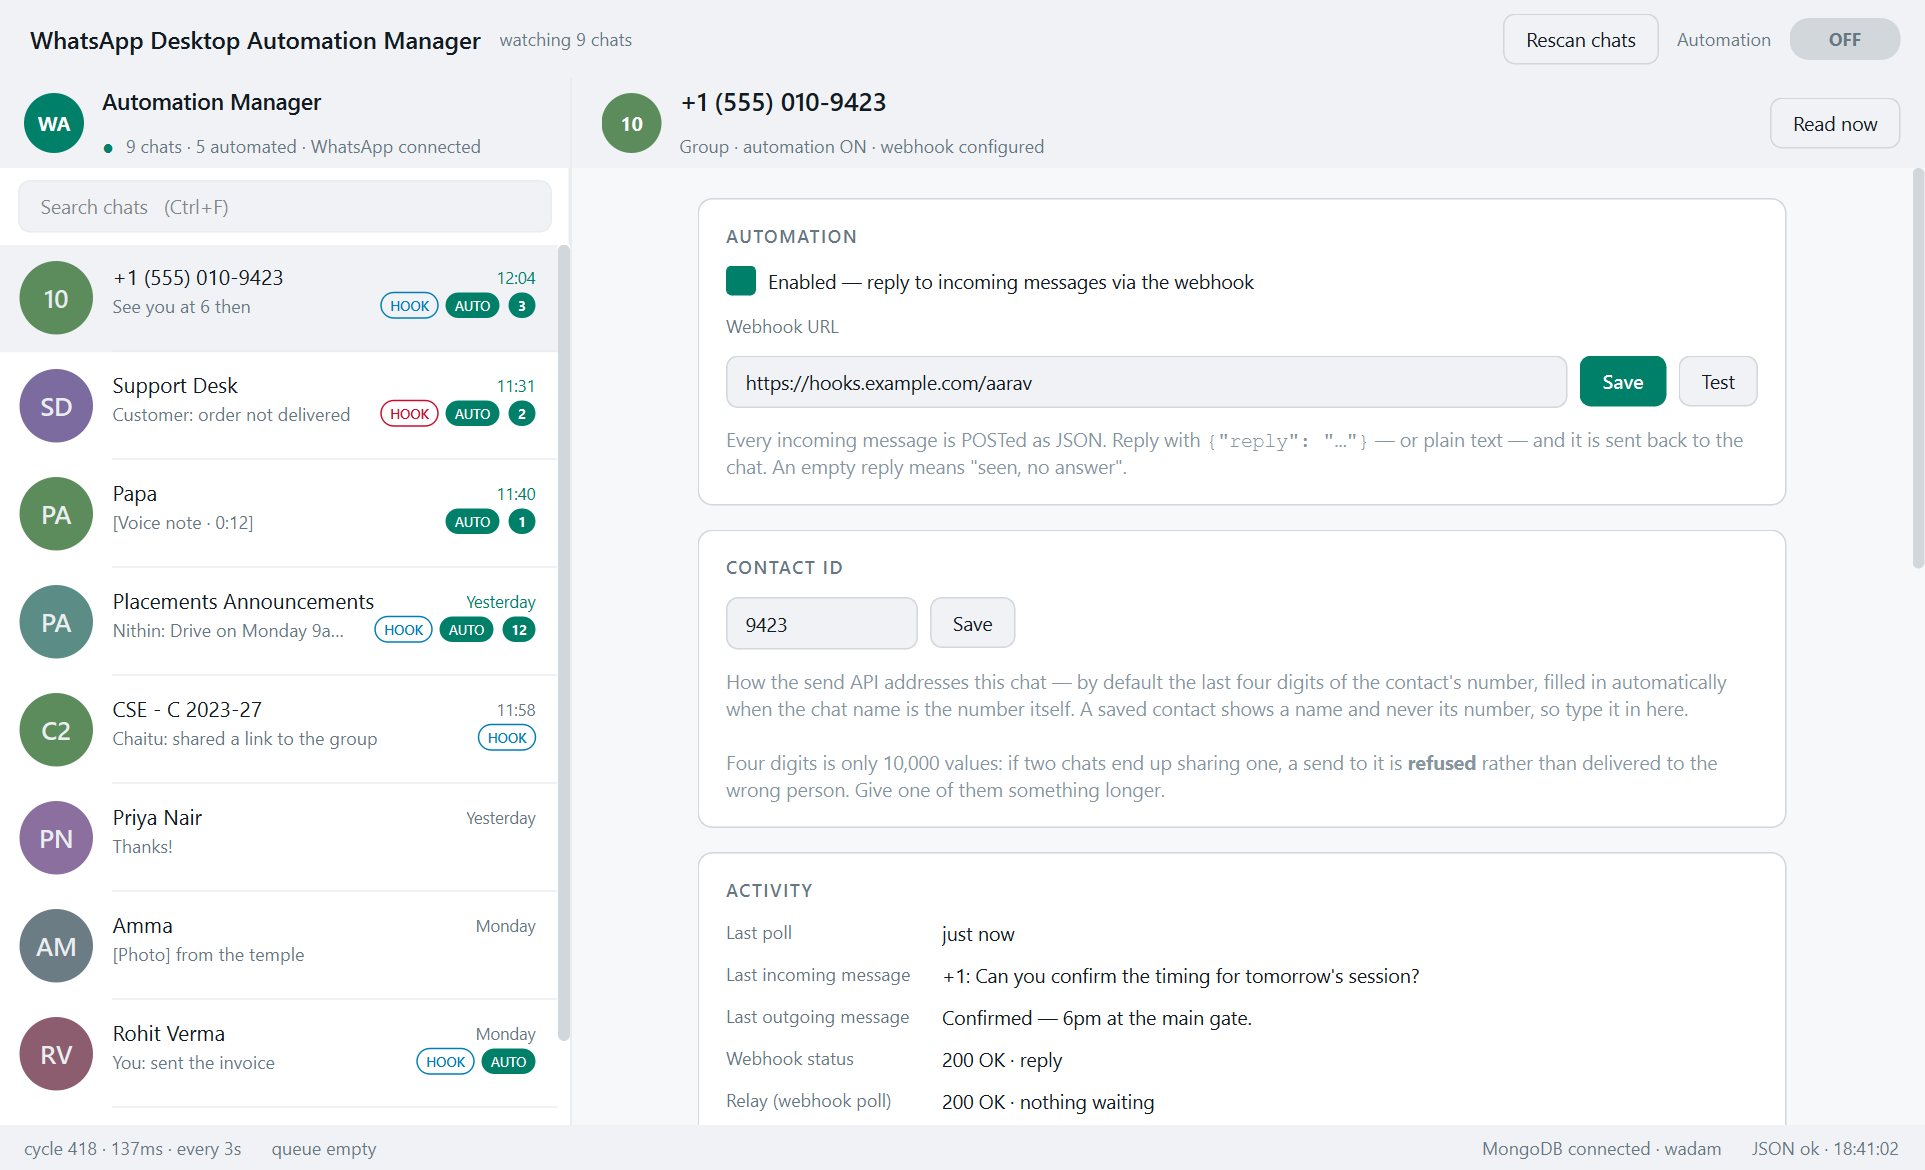 WhatsApp Desktop Automation Manager watching 9 chats
Rescan chats Automation OFF
WA Automation Manager
9 chats · 5 automated · WhatsApp connected
Search chats (Ctrl+F)
10 +1 (555) 010-9423 12:04
See you at 6 then HOOK AUTO 3
SD Support Desk 11:31
Customer: order not delivered HOOK AUTO 2
PA Papa 11:40
[Voice note · 0:12] AUTO 1
PA Placements Announcements Yesterday
Nithin: Drive on Monday 9a... HOOK AUTO 12
C2 CSE - C 2023-27 11:58
Chaitu: shared a link to the group HOOK
PN Priya Nair Yesterday
Thanks!
AM Amma Monday
[Photo] from the temple
RV Rohit Verma Monday
You: sent the invoice HOOK AUTO
10 +1 (555) 010-9423
Group · automation ON · webhook configured
Read now
AUTOMATION
Enabled — reply to incoming messages via the webhook
Webhook URL
https://hooks.example.com/aarav Save Test
Every incoming message is POSTed as JSON. Reply with {"reply": "…"} — or plain text — and it is sent back to the
chat. An empty reply means "seen, no answer".
CONTACT ID
9423 Save
How the send API addresses this chat — by default the last four digits of the contact's number, filled in automatically
when the chat name is the number itself. A saved contact shows a name and never its number, so type it in here.
Four digits is only 10,000 values: if two chats end up sharing one, a send to it is refused rather than delivered to the
wrong person. Give one of them something longer.
ACTIVITY
Last poll just now
Last incoming message +1: Can you confirm the timing for tomorrow's session?
Last outgoing message Confirmed — 6pm at the main gate.
Webhook status 200 OK · reply
Relay (webhook poll) 200 OK · nothing waiting
cycle 418 · 137ms · every 3s queue empty
MongoDB connected · wadam JSON ok · 18:41:02